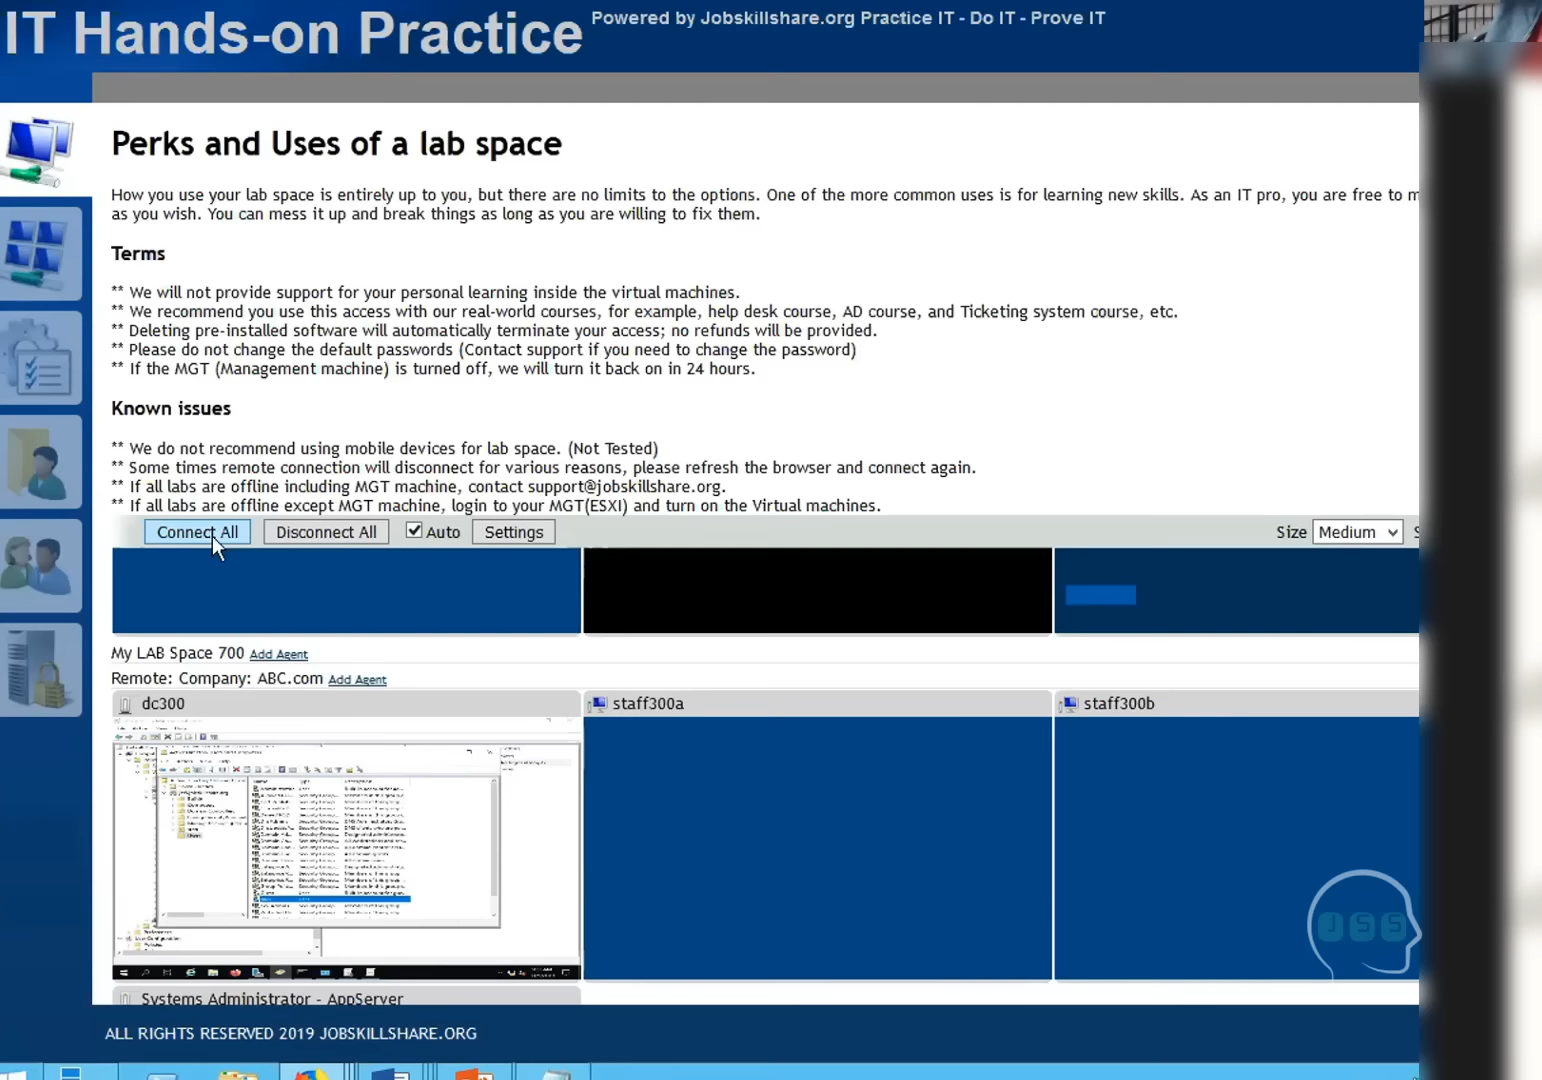 IT Hands-on Practice
Powered by Jobskillshare.org Practice IT - Do IT - Prove IT
Perks and Uses of a lab space
How you use your lab space is entirely up to you, but there are no limits to the options. One of the more common uses is for learning new skills. As an IT pro, you are free to m
as you wish. You can mess it up and break things as long as you are willing to fix them.
Terms
** We will not provide support for your personal learning inside the virtual machines.
** We recommend you use this access with our real-world courses, for example, help desk course, AD course, and Ticketing system course, etc.
** Deleting pre-installed software will automatically terminate your access; no refunds will be provided.
** Please do not change the default passwords (Contact support if you need to change the password)
** If the MGT (Management machine) is turned off, we will turn it back on in 24 hours.
Known issues
** We do not recommend using mobile devices for lab space. (Not Tested)
** Some times remote connection will disconnect for various reasons, please refresh the browser and connect again.
** If all labs are offline including MGT machine, contact support@jobskillshare.org.
** If all labs are offline except MGT machine, login to your MGT(ESXI) and turn on the Virtual machines.
Connect All Disconnect All Auto Settings Size Medium
My LAB Space 700 Add Agent
Remote: Company: ABC.com Add Agent
dc300 staff300a staff300b
JSS
Systems Administrator - AppServer
ALL RIGHTS RESERVED 2019 JOBSKILLSHARE.ORG